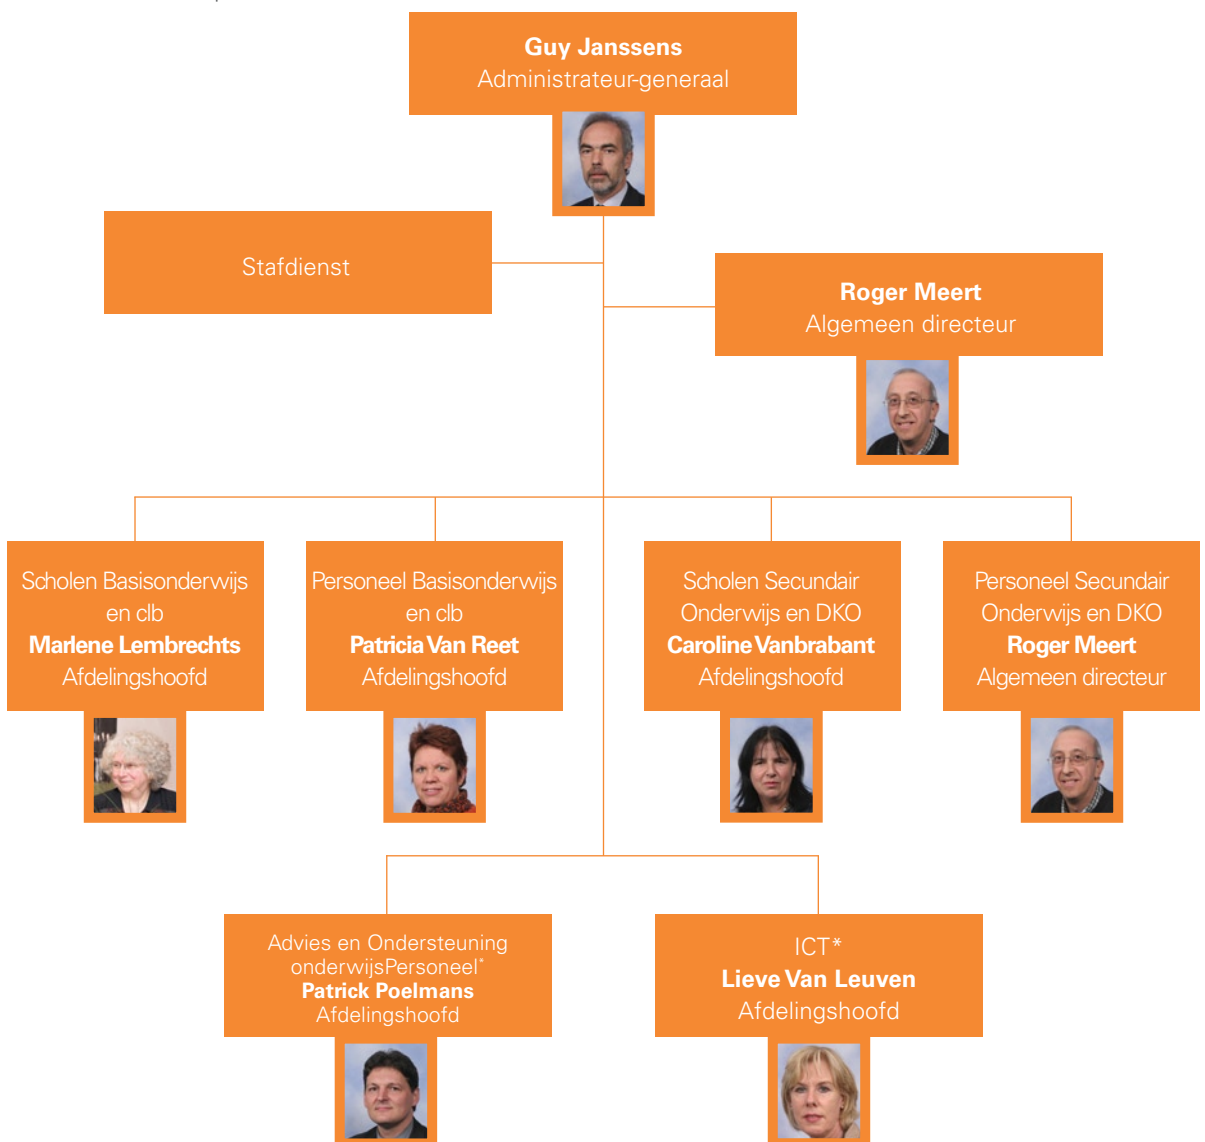 Guy Janssens
Administrateur-generaal
Stafdienst
Roger Meert
Algemeen directeur
Scholen Basisonderwijs
en clb
Marlene Lembrechts
Afdelingshoofd
Personeel Basisonderwijs
en clb
Patricia Van Reet
Afdelingshoofd
Scholen Secundair
Onderwijs en DKO
Caroline Vanbrabant
Afdelingshoofd
Personeel Secundair
Onderwijs en DKO
Roger Meert
Algemeen directeur
Advies en Ondersteuning
onderwijsPersoneel*
Patrick Poelmans
Afdelingshoofd
ICT*
Lieve Van Leuven
Afdelingshoofd